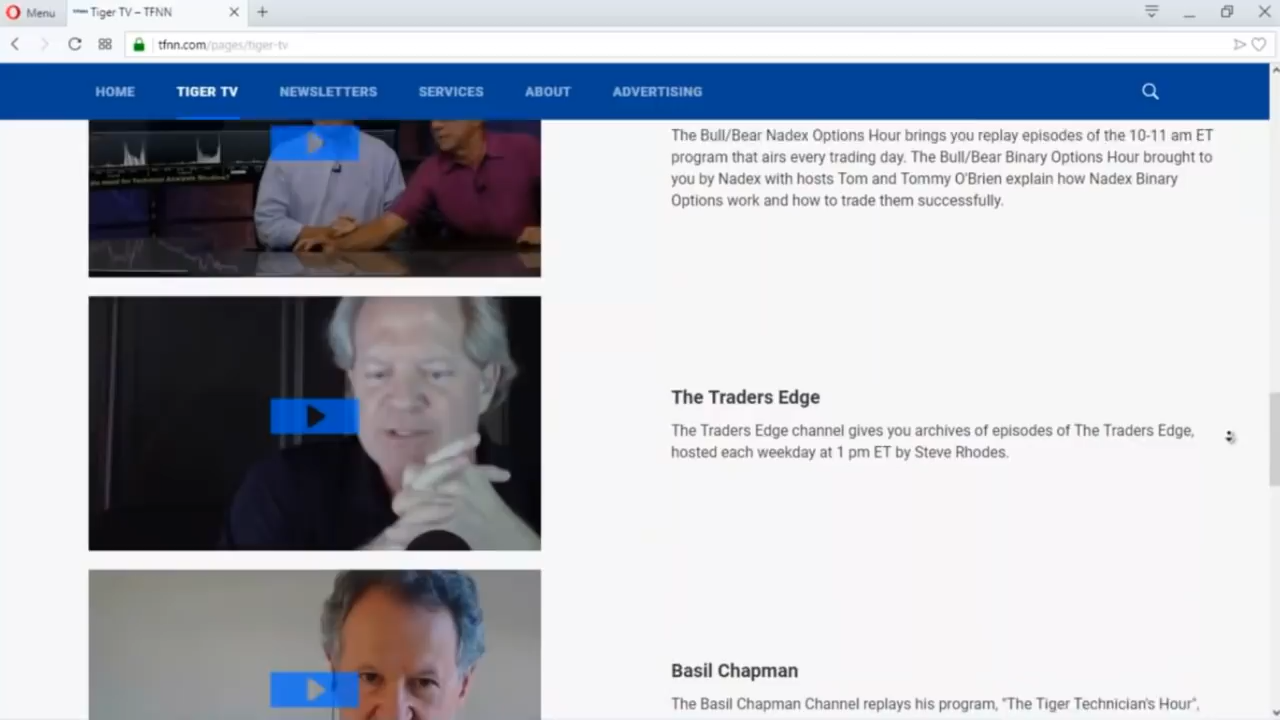 Menu
Tiger TV – TFNN
tfnn.com/pages/tiger-tv
HOME
TIGER TV
NEWSLETTERS
SERVICES
ABOUT
ADVERTISING
The Bull/Bear Nadex Options Hour brings you replay episodes of the 10-11 am ET
program that airs every trading day. The Bull/Bear Binary Options Hour brought to
you by Nadex with hosts Tom and Tommy O'Brien explain how Nadex Binary
Options work and how to trade them successfully.
The Traders Edge
The Traders Edge channel gives you archives of episodes of The Traders Edge,
hosted each weekday at 1 pm ET by Steve Rhodes.
Basil Chapman
The Basil Chapman Channel replays his program, "The Tiger Technician's Hour",